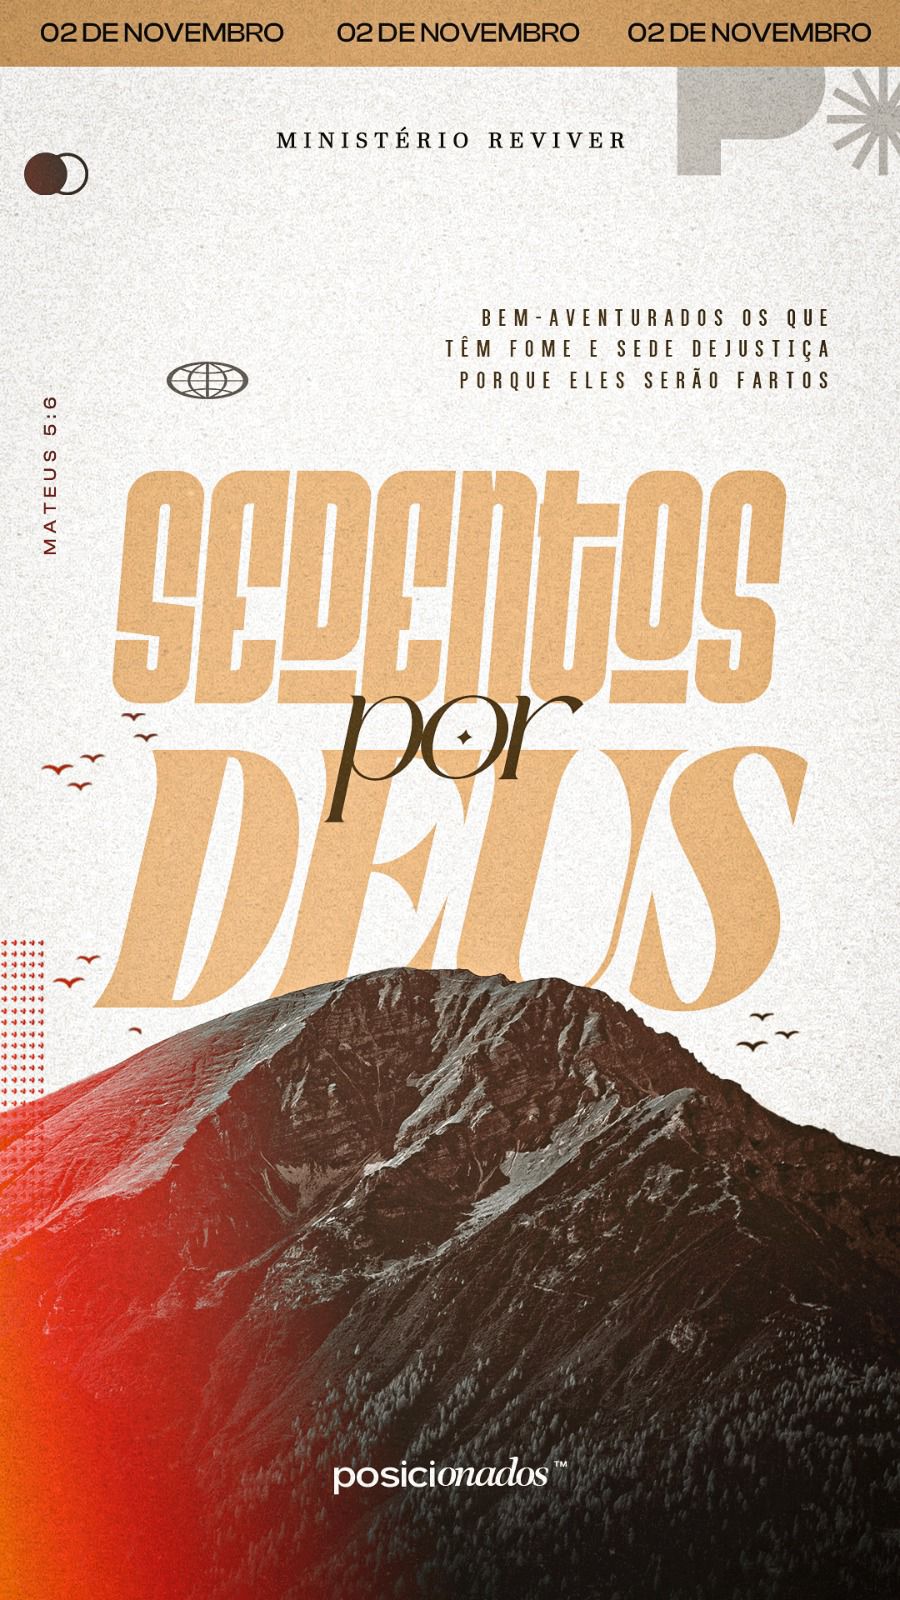 02 DE NOVEMBRO 02 DE NOVEMBRO 02 DE NOVEMBRO
P
MINISTÉRIO REVIVER
BEM-AVENTURADOS OS QUE
TÊM FOME E SEDE DEJUSTIÇA
PORQUE ELES SERÃO FARTOS
MATEUS 5:6
SEDENTOS
por
DEUS
posicionados™